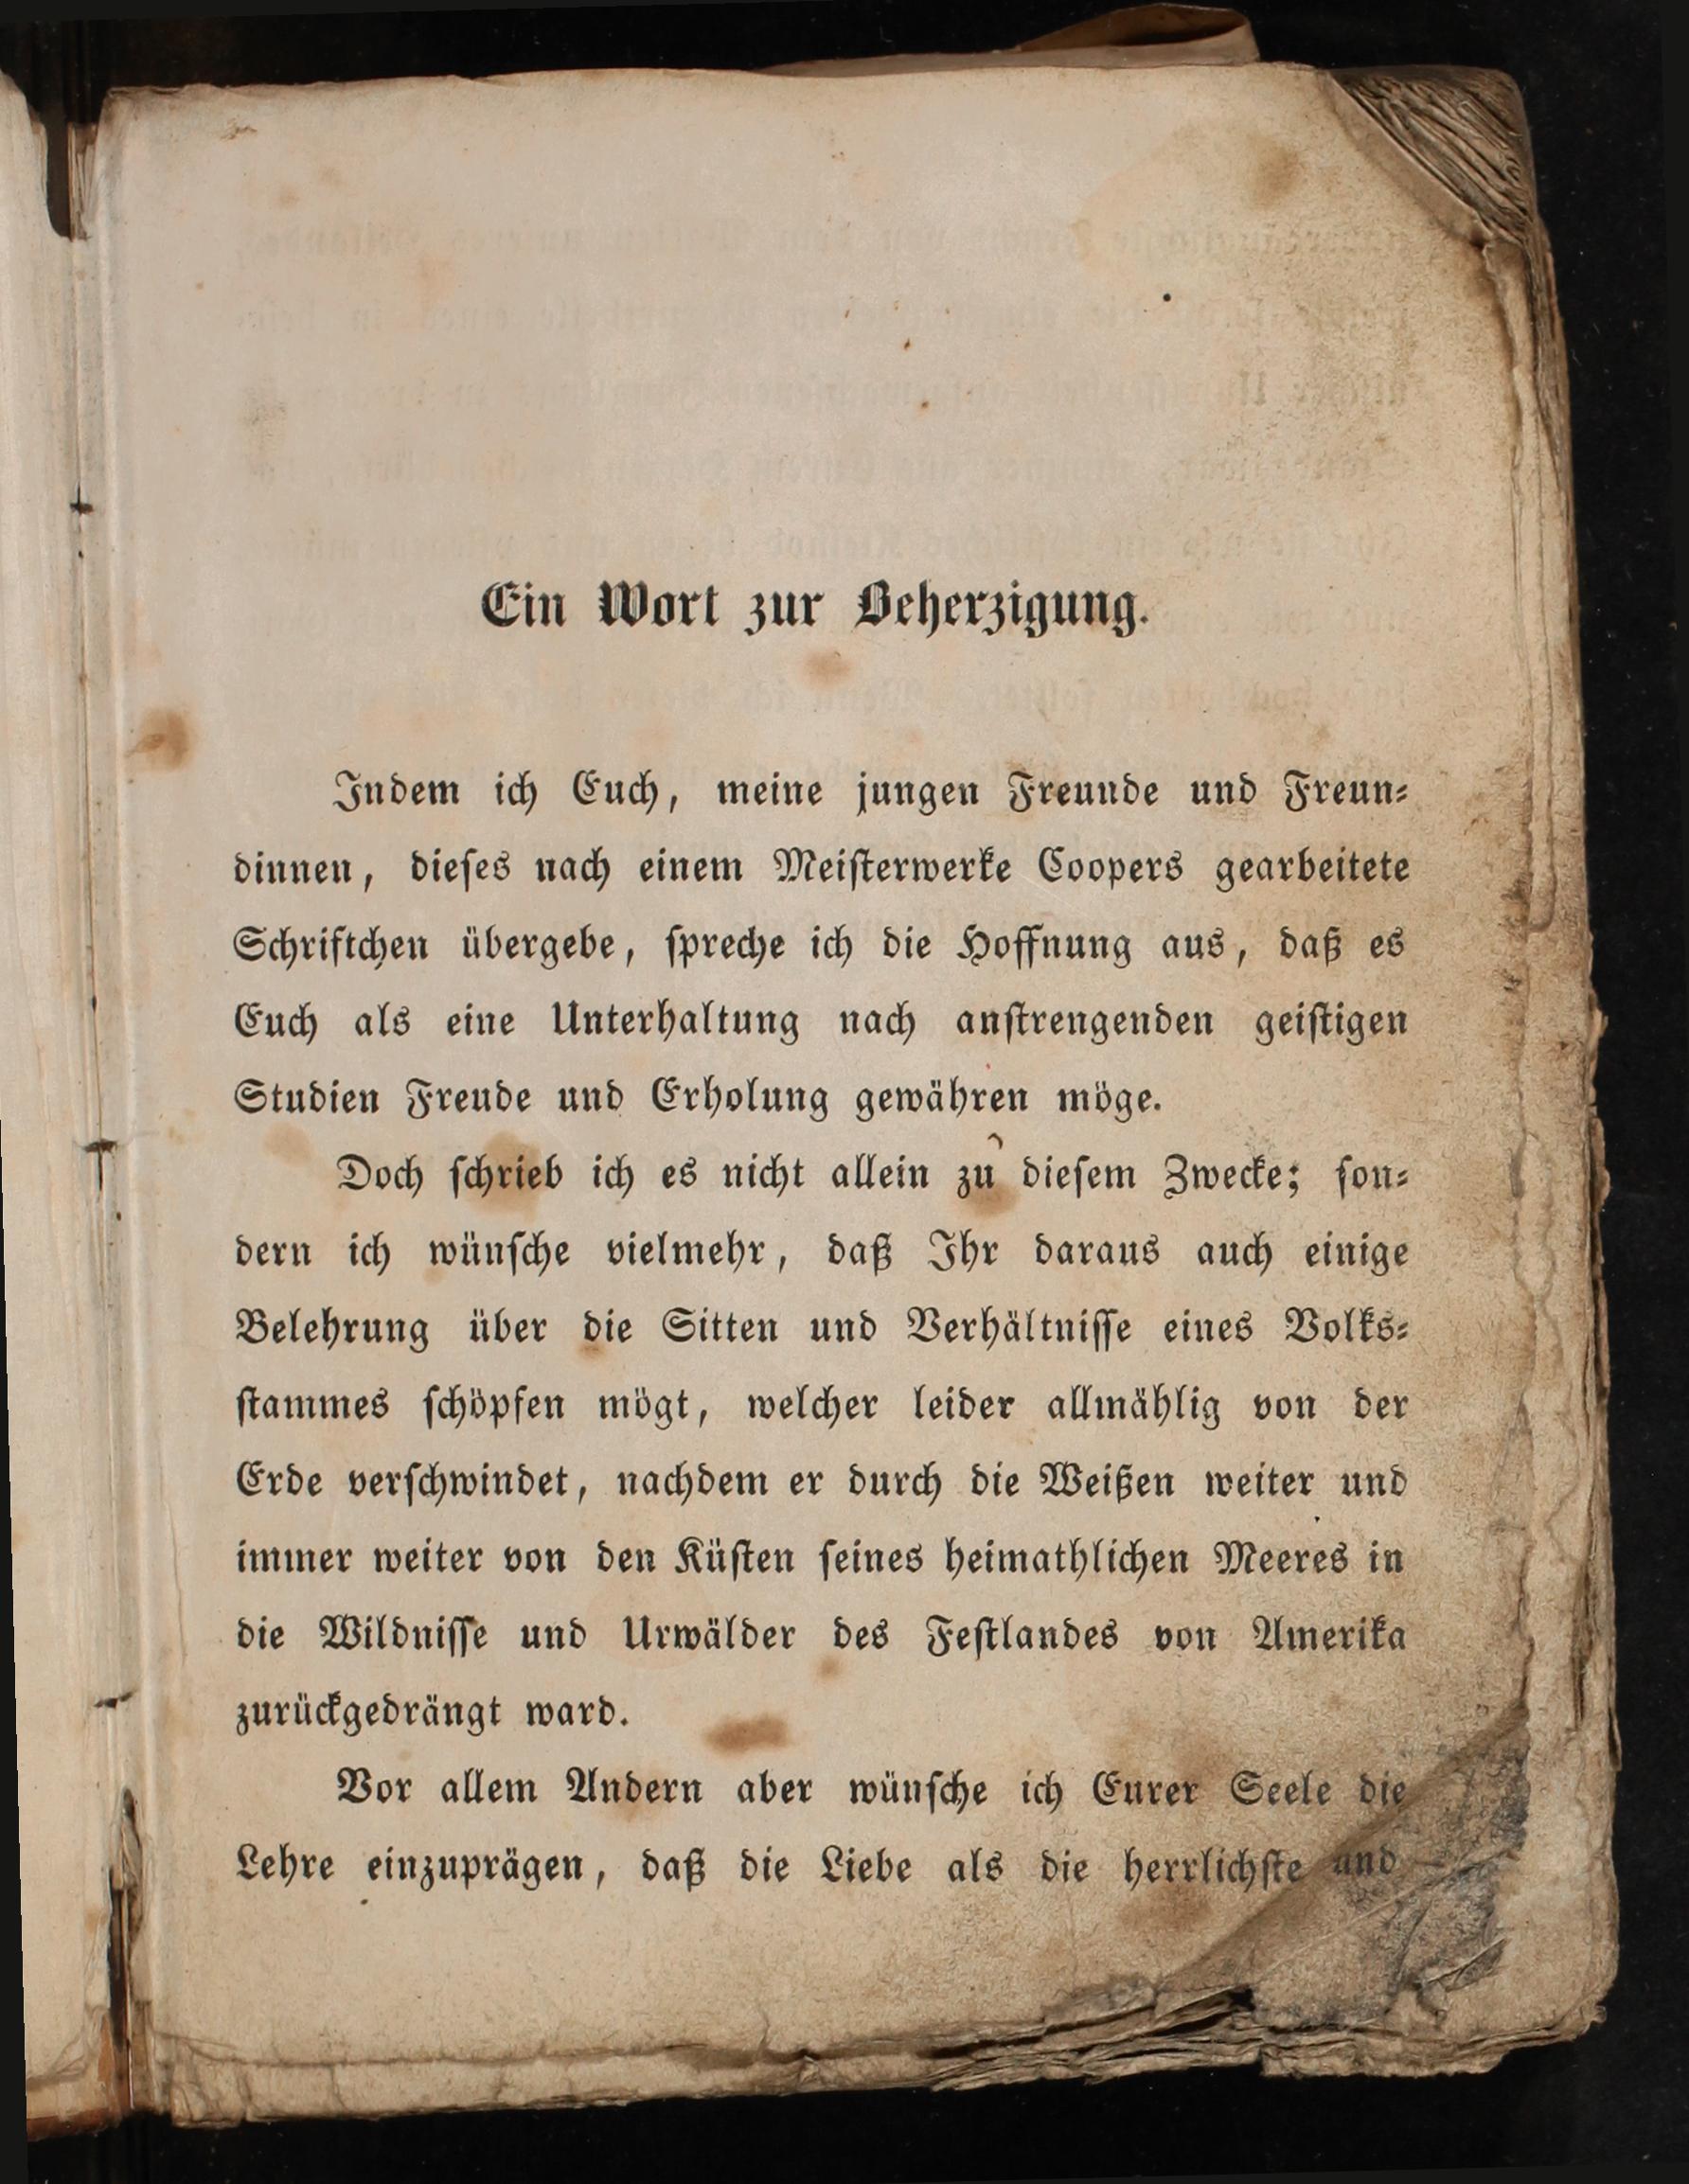 Ein Wort zur Beherzigung.
Indem ich Euch, meine jungen Freunde und Freun⸗
dinnen, dieſes nach einem Meiſterwerke Coopers gearbeitete
Schriftchen übergebe, ſpreche ich die Hoffnung aus, daß es
Euch als eine Unterhaltung nach anſtrengenden geiſtigen
Studien Freude und Erholung gewähren möge.
Doch ſchrieb ich es nicht allein zu dieſem Zwecke; ſon⸗
dern ich wünſche vielmehr, daß Ihr daraus auch einige
Belehrung über die Sitten und Verhältniſſe eines Volks⸗
ſtammes ſchöpfen mögt, welcher leider allmählig von der
Erde verſchwindet, nachdem er durch die Weißen weiter und
immer weiter von den Küſten ſeines heimathlichen Meeres in
die Wildniſſe und Urwälder des Feſtlandes von Amerika
zurückgedrängt ward.
Vor allem Andern aber wünſche ich Eurer Seele die
Lehre einzuprägen, daß die Liebe als die herrlichſte und